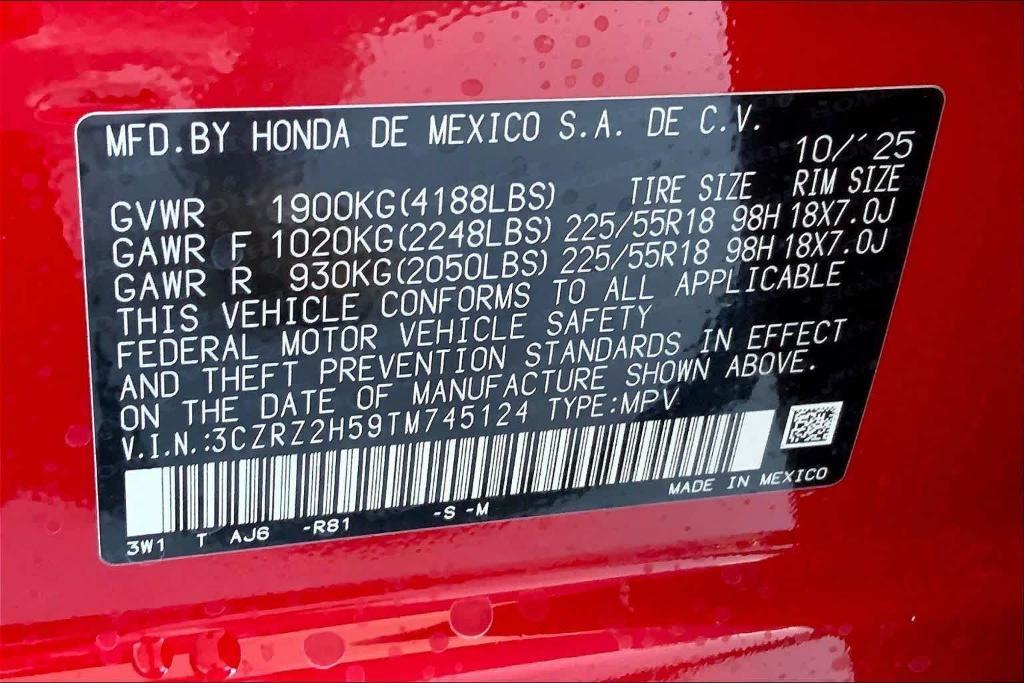 MFD.BY HONDA DE MEXICO S.A. DE C.V.
10/´25
GVWR 1900KG(4188LBS) TIRE SIZE RIM SIZE
GAWR F 1020KG(2248LBS) 225/55R18 98H 18X7.0J
GAWR R 930KG(2050LBS) 225/55R18 98H 18X7.0J
THIS VEHICLE CONFORMS TO ALL APPLICABLE
FEDERAL MOTOR VEHICLE SAFETY
AND THEFT PREVENTION STANDARDS IN EFFECT
ON THE DATE OF MANUFACTURE SHOWN ABOVE.
V.I.N.:3CZRZ2H59TM745124 TYPE:MPV
MADE IN MEXICO
3W1 T AJ6 -R81 -S -M